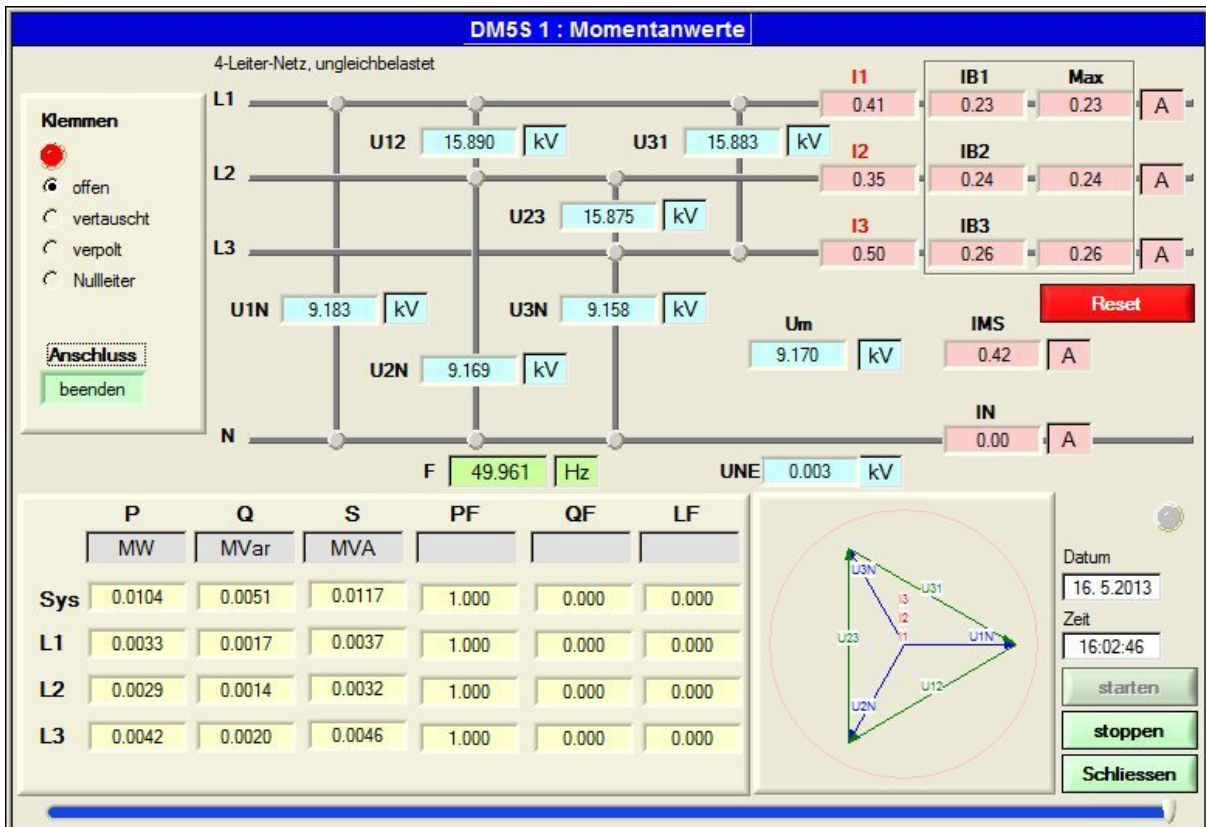 DM5S 1 : Momentanwerte
4-Leiter-Netz, ungleichbelastet
Klemmen
offen
vertauscht
verpolt
Nullleiter
Anschluss
beenden
I1 IB1 Max
L1 0.41 0.23 0.23 A
U12 15.890 kV U31 15.883 kV
I2 IB2
L2 0.35 0.24 0.24 A
U23 15.875 kV
I3 IB3
L3 0.50 0.26 0.26 A
Reset
U1N 9.183 kV U3N 9.158 kV
Um IMS
9.170 kV 0.42 A
U2N 9.169 kV
IN
N 0.00 A
F 49.961 Hz UNE 0.003 kV
P Q S PF QF LF
MW MVar MVA
Sys 0.0104 0.0051 0.0117 1.000 0.000 0.000
L1 0.0033 0.0017 0.0037 1.000 0.000 0.000
L2 0.0029 0.0014 0.0032 1.000 0.000 0.000
L3 0.0042 0.0020 0.0046 1.000 0.000 0.000
U3N
U31
I3
I2
U23 I1 U1N
U12
U2N
Datum
16. 5.2013
Zeit
16:02:46
starten
stoppen
Schliessen